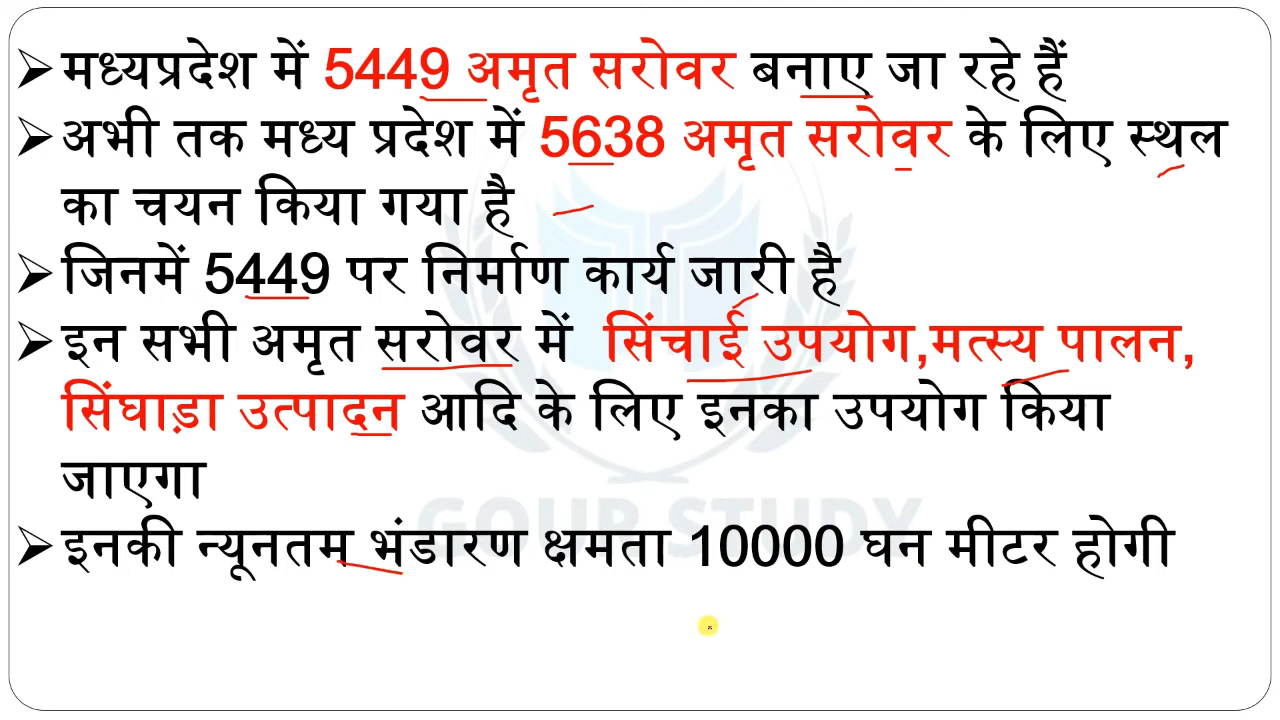 ➢ मध्यप्रदेश में 5449 अमृत सरोवर बनाए जा रहे हैं
➢ अभी तक मध्य प्रदेश में 5638 अमृत सरोवर के लिए स्थल
का चयन किया गया है
➢ जिनमें 5449 पर निर्माण कार्य जारी है
➢ इन सभी अमृत सरोवर में सिंचाई उपयोग,मत्स्य पालन,
सिंघाड़ा उत्पादन आदि के लिए इनका उपयोग किया
जाएगा
GOUP STUDY
➢ इनकी न्यूनतम भंडारण क्षमता 10000 घन मीटर होगी